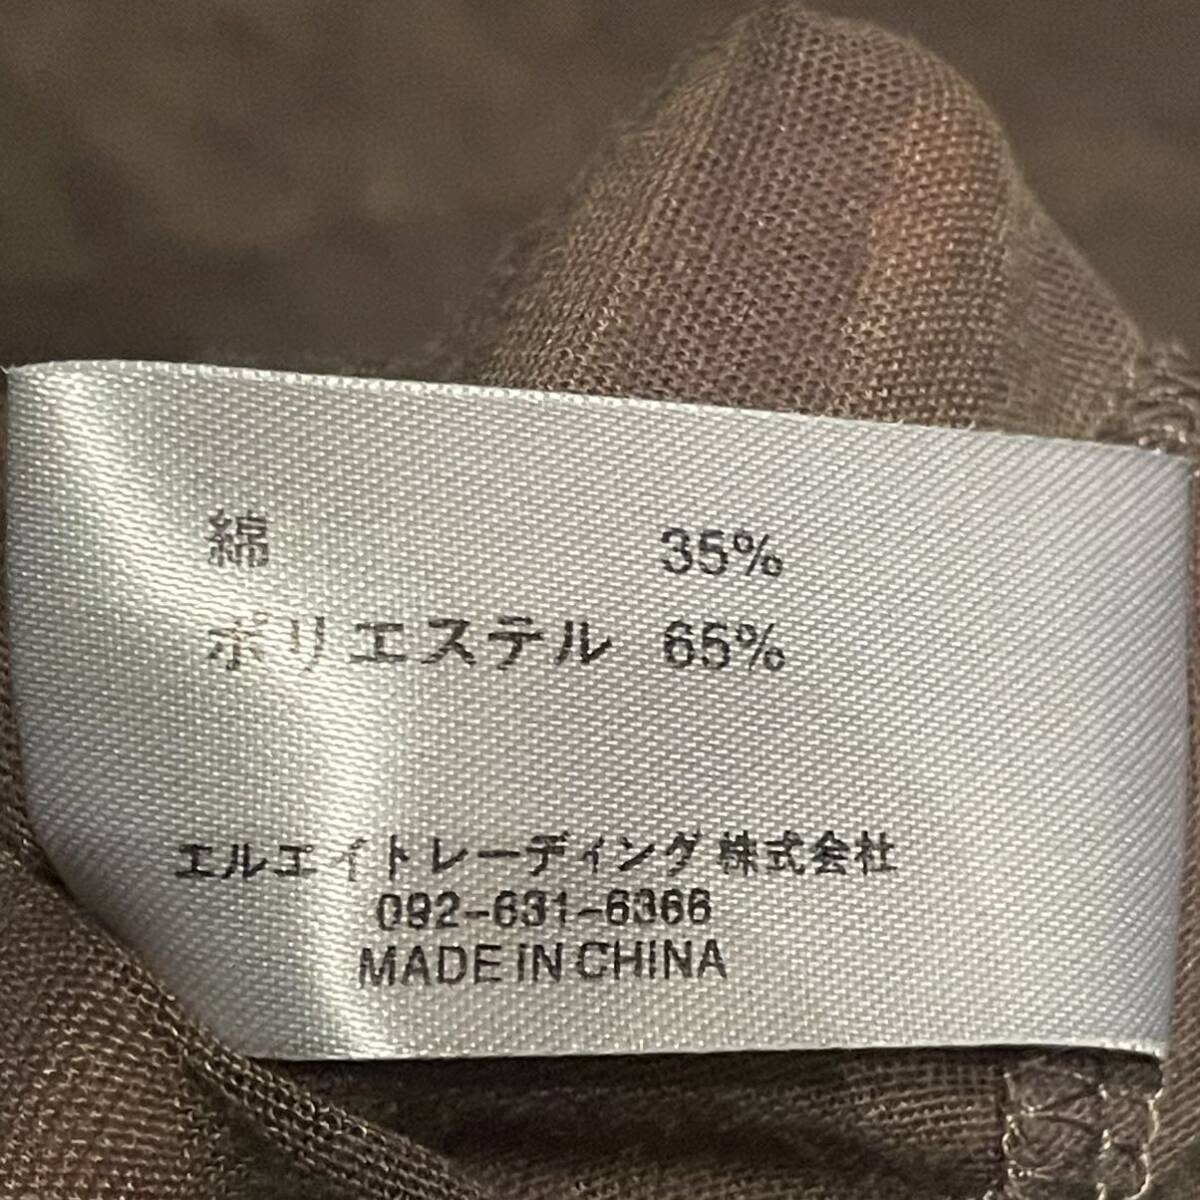 綿 35%
ポリエステル 65%
エルエイトレーディング株式会社
092-631-6366
MADE IN CHINA